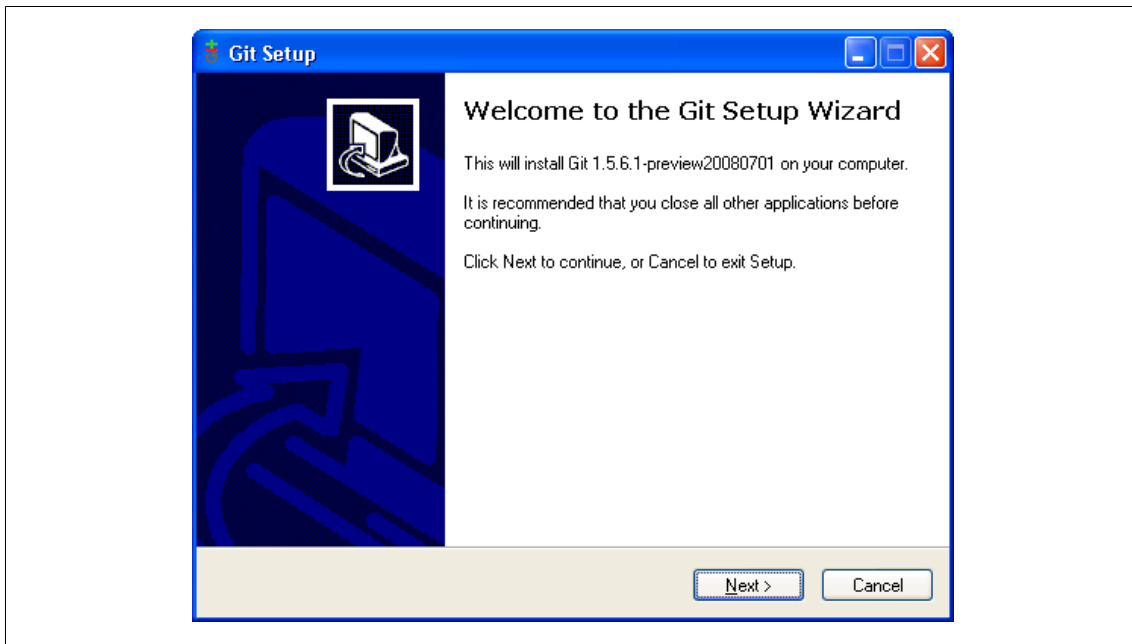 Git Setup
Welcome to the Git Setup Wizard
This will install Git 1.5.6.1-preview20080701 on your computer.
It is recommended that you close all other applications before
continuing.
Click Next to continue, or Cancel to exit Setup.
Next >
Cancel